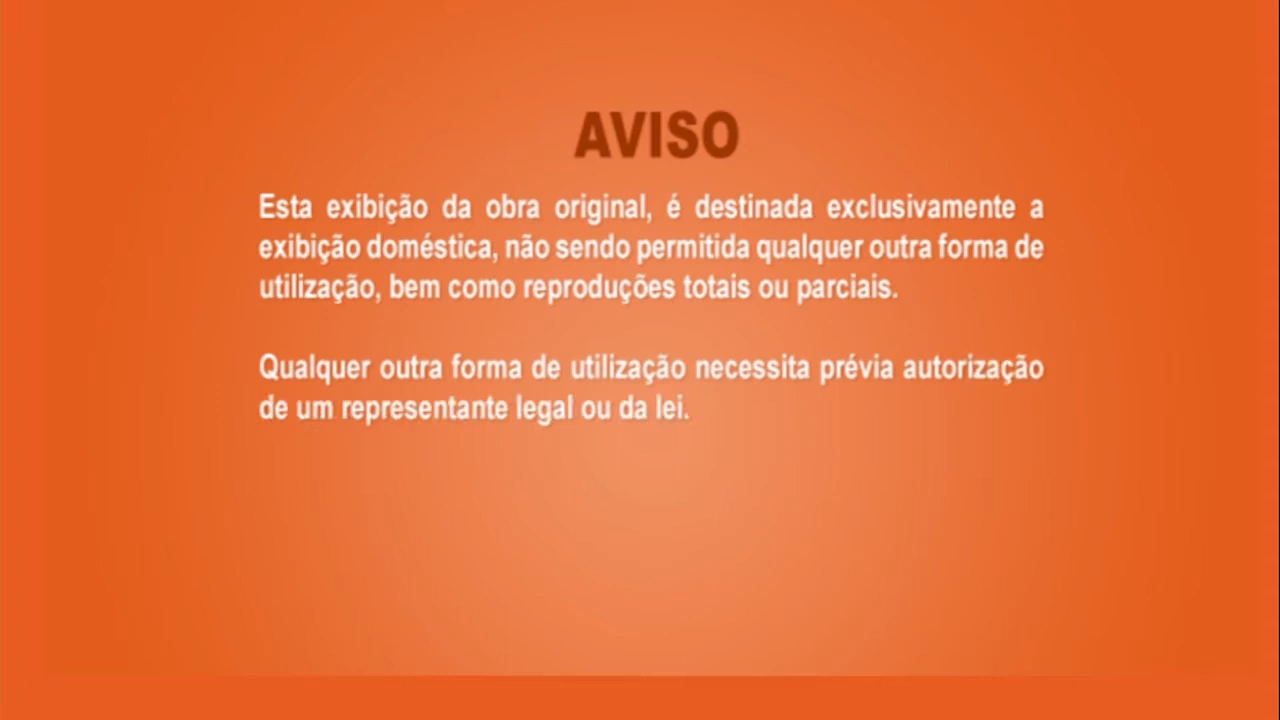 AVISO
Esta exibição da obra original, é destinada exclusivamente a
exibição doméstica, não sendo permitida qualquer outra forma de
utilização, bem como reproduções totais ou parciais.
Qualquer outra forma de utilização necessita prévia autorização
de um representante legal ou da lei.